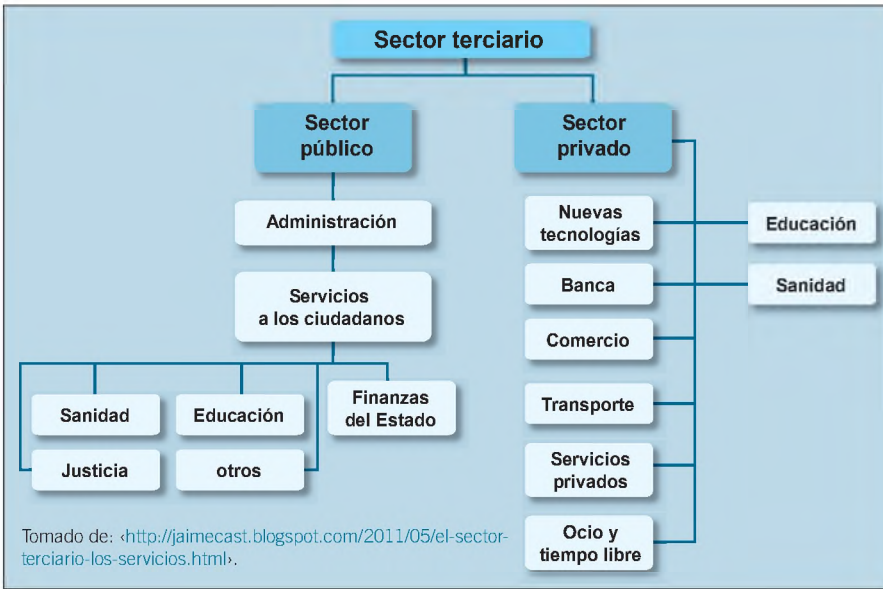 Sector terciario
Sector
público
Sector
privado
Administración
Servicios
a los ciudadanos
Sanidad
Educación
Finanzas
del Estado
Justicia
otros
Nuevas
tecnologías
Educación
Banca
Sanidad
Comercio
Transporte
Servicios
privados
Ocio y
tiempo libre
Tomado de: ‹http://jaimecast.blogspot.com/2011/05/el-sector-
terciario-los-servicios.html›.